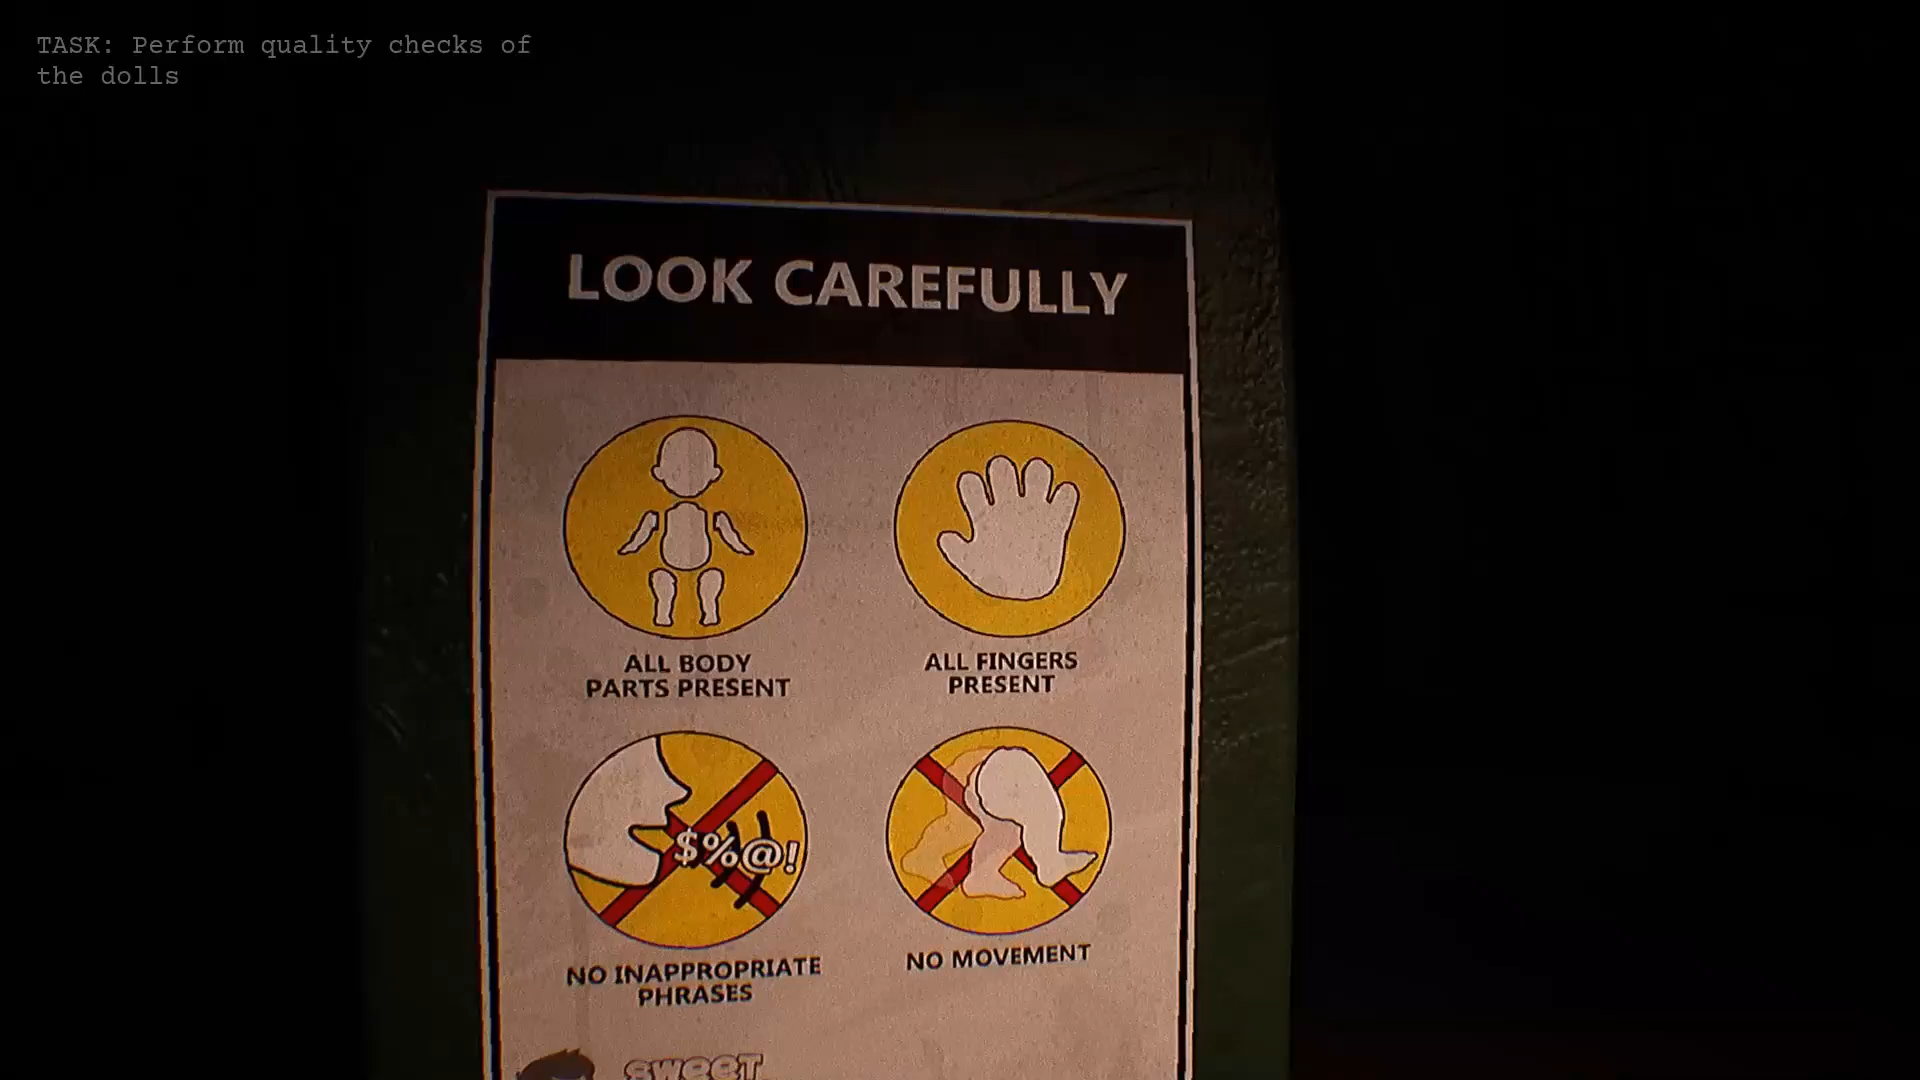 TASK: Perform quality checks of
the dolls
LOOK CAREFULLY
ALL BODY
PARTS PRESENT
ALL FINGERS
PRESENT
$%@!
NO INAPPROPRIATE
PHRASES
NO MOVEMENT
SWEET